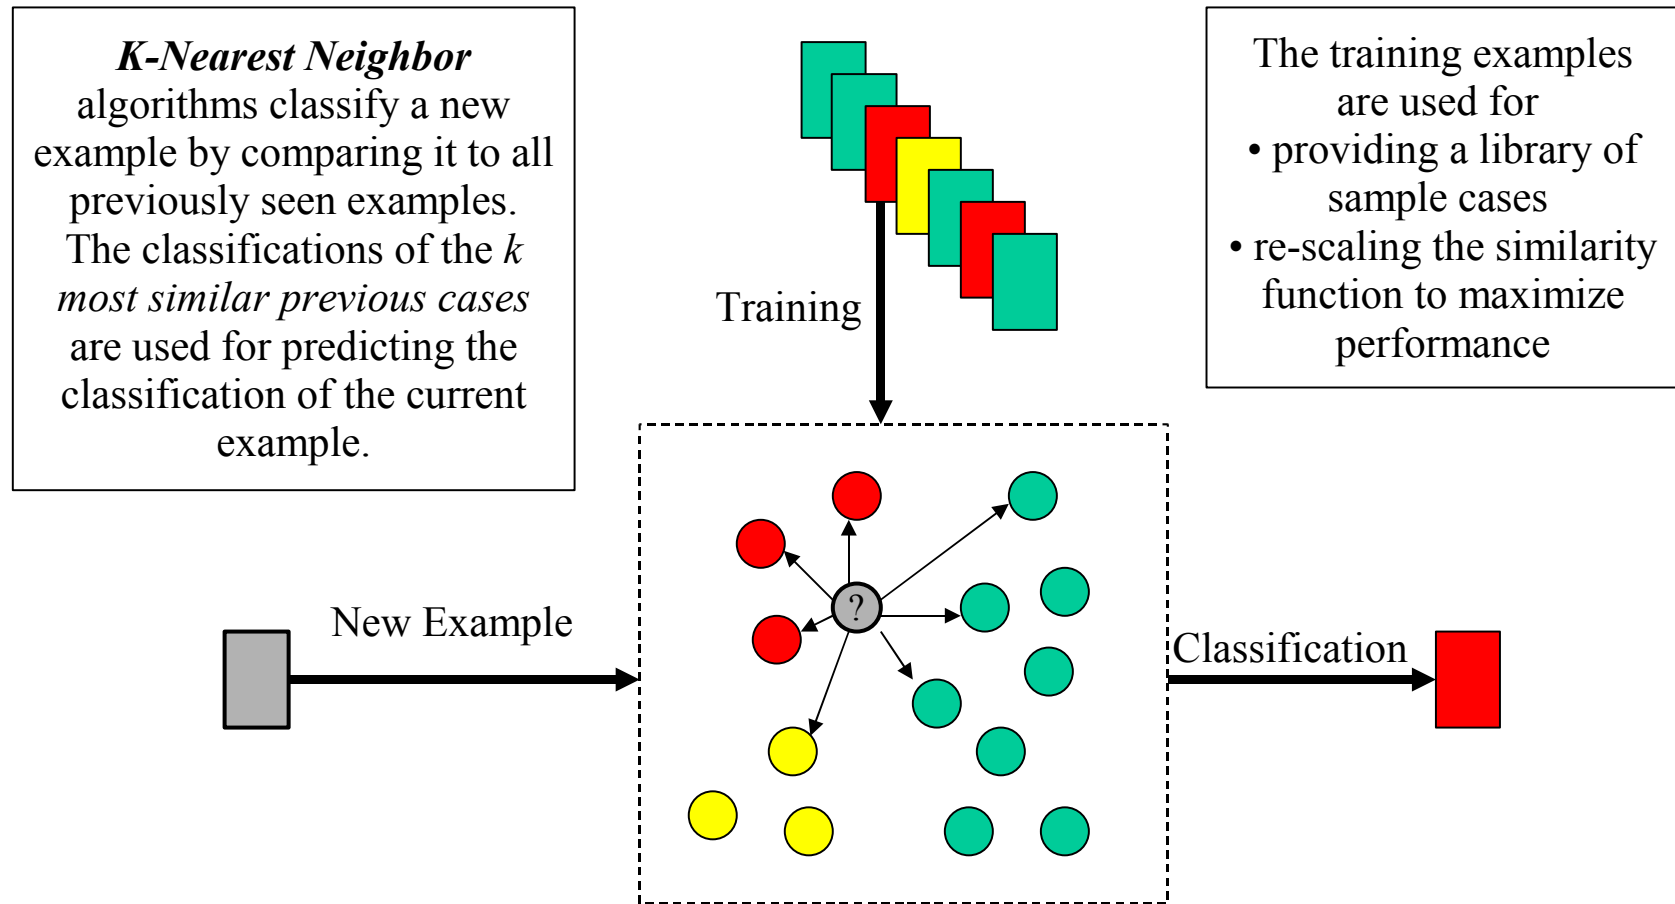 K-Nearest Neighbor
algorithms classify a new
example by comparing it to all
previously seen examples.
The classifications of the k
most similar previous cases
are used for predicting the
classification of the current
example.
The training examples
are used for
• providing a library of
sample cases
• re-scaling the similarity
function to maximize
performance
Training
?
New Example
Classification